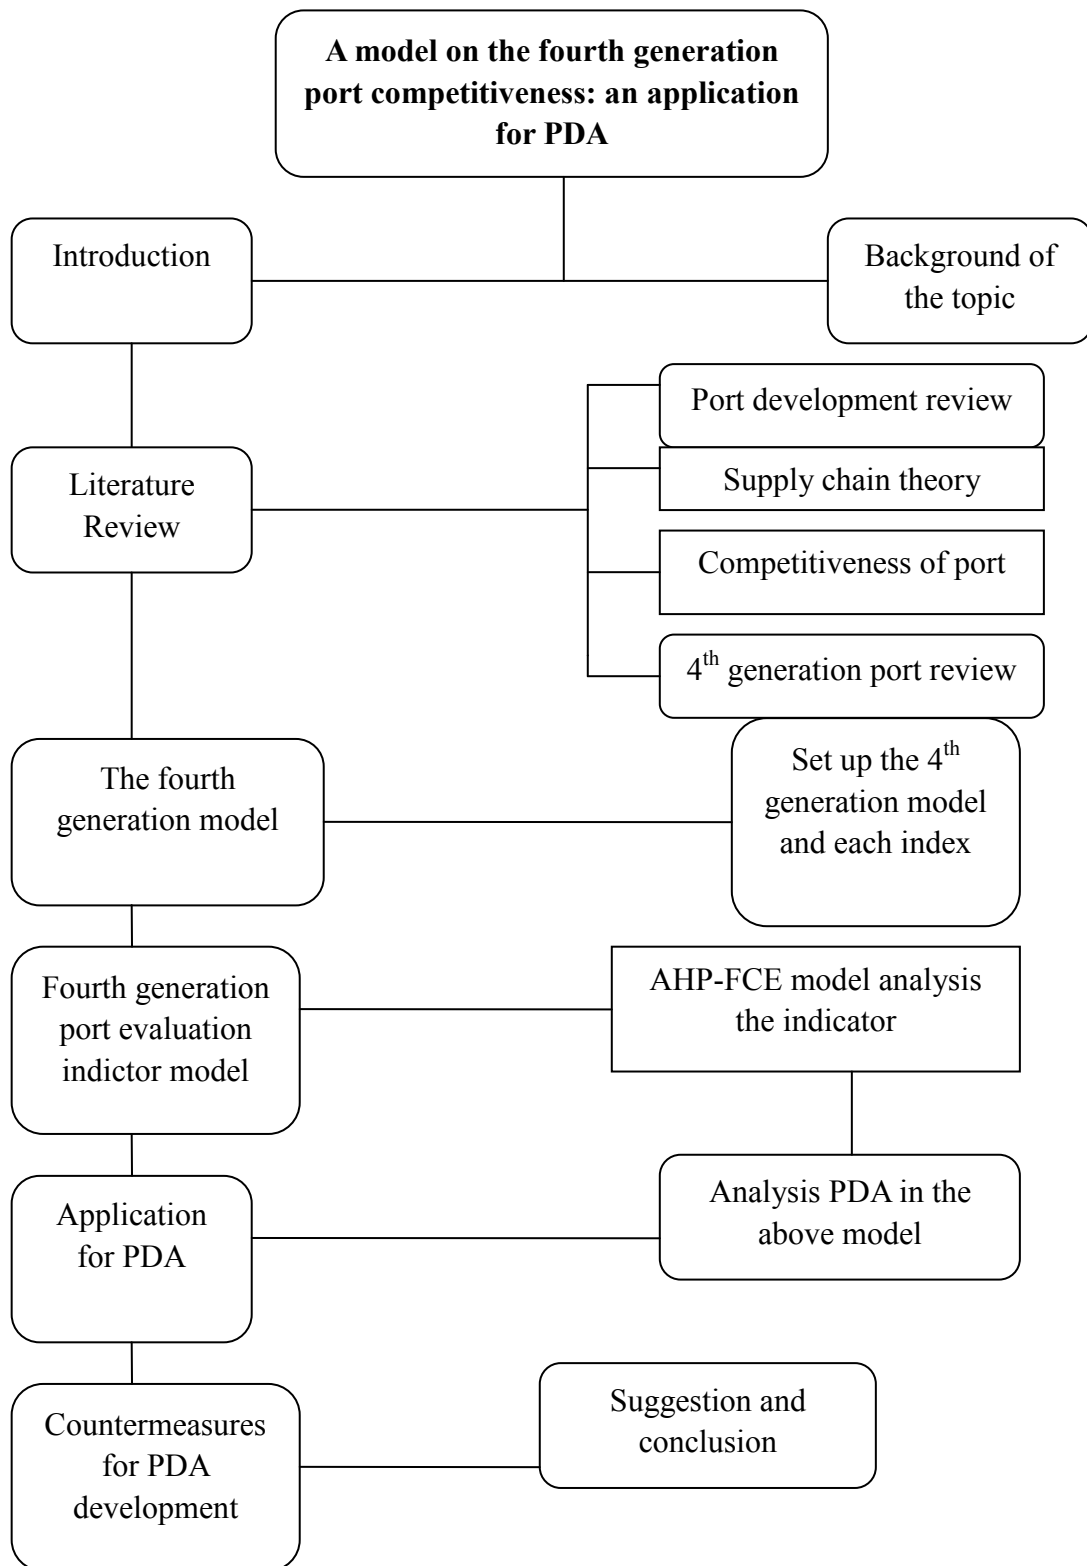 A model on the fourth generation
port competitiveness: an application
for PDA
Introduction
Background of
the topic
Port development review
Literature
Review
Supply chain theory
Competitiveness of port
4th generation port review
The fourth
generation model
Set up the 4th
generation model
and each index
Fourth generation
port evaluation
indictor model
AHP-FCE model analysis
the indicator
Application
for PDA
Analysis PDA in the
above model
Countermeasures
for PDA
development
Suggestion and
conclusion